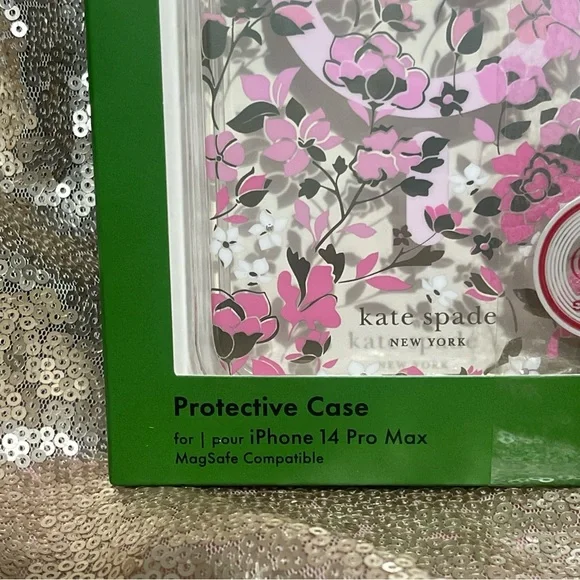 kate spade
NEW YORK
Protective Case
for | pour iPhone 14 Pro Max
MagSafe Compatible